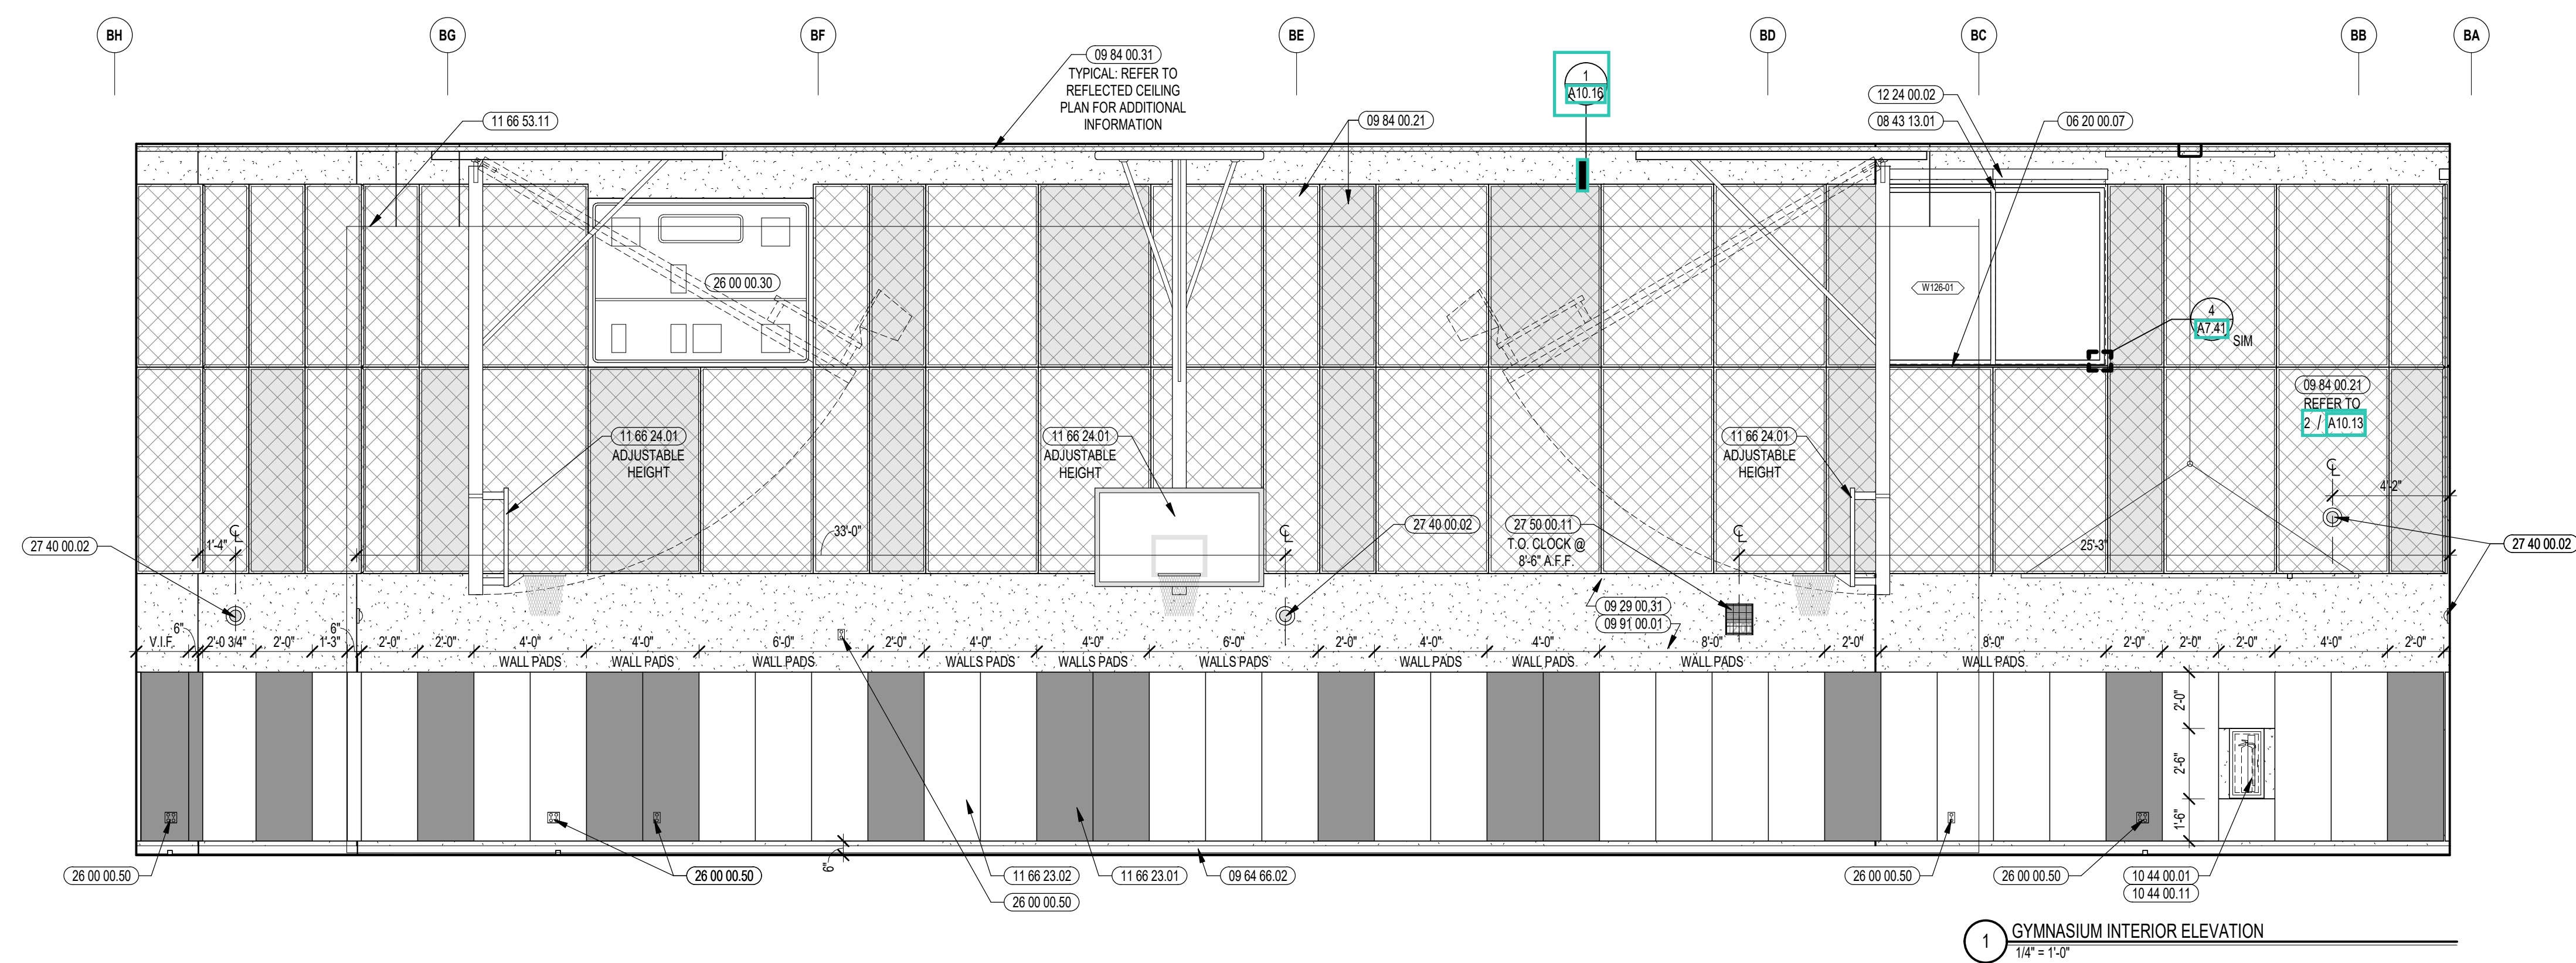 BH
BG
BF
BE
BD
BC
BB
BA
09 84 00.31
TYPICAL: REFER TO
REFLECTED CEILING
PLAN FOR ADDITIONAL
INFORMATION
1
A10.16
11 66 53.11
09 84 00.21
12 24 00.02
08 43 13.01
06 20 00.07
26 00 00.30
W126-01
4
A7.41
SIM
09 84 00.21
REFER TO
2 / A10.13
11 66 24.01
ADJUSTABLE
HEIGHT
11 66 24.01
ADJUSTABLE
HEIGHT
11 66 24.01
ADJUSTABLE
HEIGHT
4'-2"
27 40 00.02
1'-4"
33'-0"
27 40 00.02
27 50 00.11
T.O. CLOCK @
8'-6" A.F.F.
25'-3"
27 40 00.02
09 29 00.31
09 91 00.01
V.I.F.
6"
2'-0 3/4"
2'-0"
1'-3"
6"
2'-0"
2'-0"
4'-0"
4'-0"
6'-0"
2'-0"
4'-0"
4'-0"
6'-0"
2'-0"
4'-0"
4'-0"
8'-0"
2'-0"
8'-0"
2'-0"
2'-0"
2'-0"
4'-0"
2'-0"
WALL PADS
WALL PADS
WALL PADS
WALLS PADS
WALLS PADS
WALLS PADS
WALL PADS
WALL PADS
WALL PADS
WALL PADS
2'-0"
2'-6"
1'-6"
6"
26 00 00.50
26 00 00.50
11 66 23.02
26 00 00.50
11 66 23.01
09 64 66.02
26 00 00.50
26 00 00.50
10 44 00.01
10 44 00.11
1
GYMNASIUM INTERIOR ELEVATION
1/4" = 1'-0"